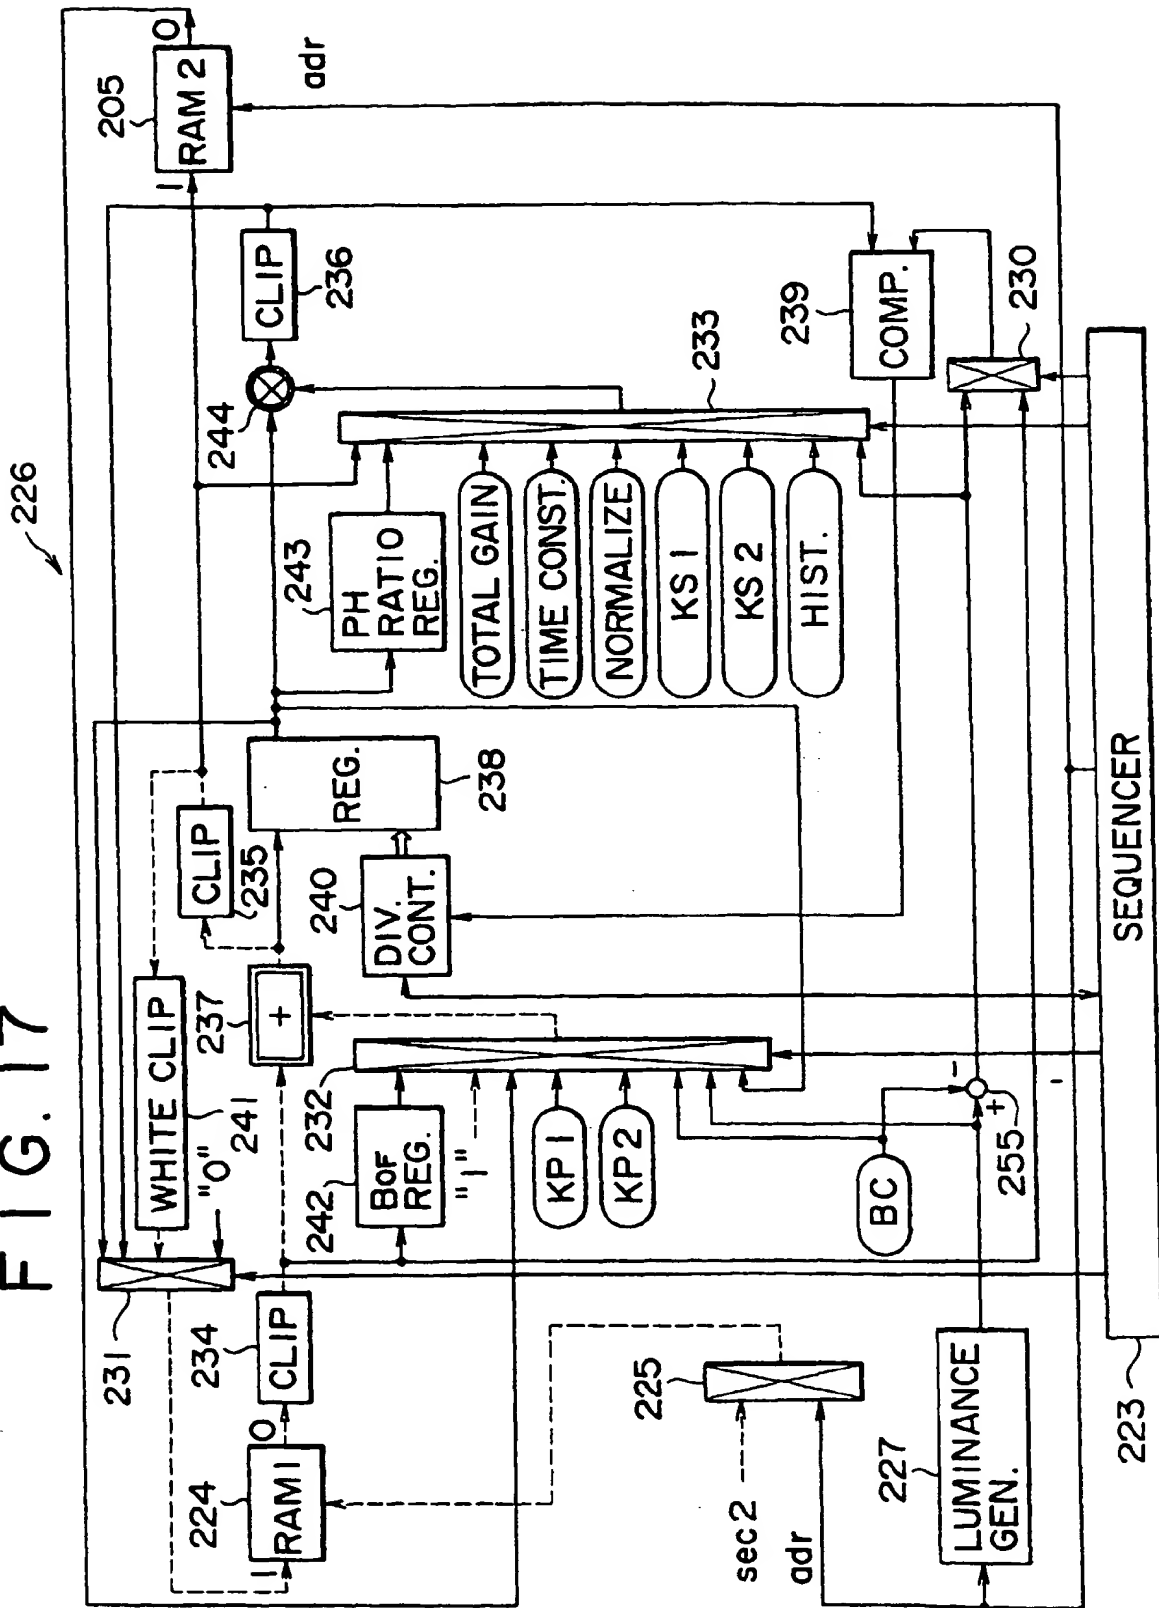 FIG. 17
226
205
RAM 2
I
O
adr
CLIP
236
244
233
243
PH
RATIO
REG.
TOTAL GAIN
TIME CONST.
NORMALIZE
KS 1
KS 2
HIST.
239
COMP.
230
CLIP
235
REG.
238
240
DIV.
CONT.
237
+
WHITE CLIP
241
"0"
231
232
242
BOF
REG.
"1"
KP 1
KP 2
BC
-
+
255
-
234
CLIP
224
RAM 1
I
O
225
sec2
adr
227
LUMINANCE
GEN.
SEQUENCER
223